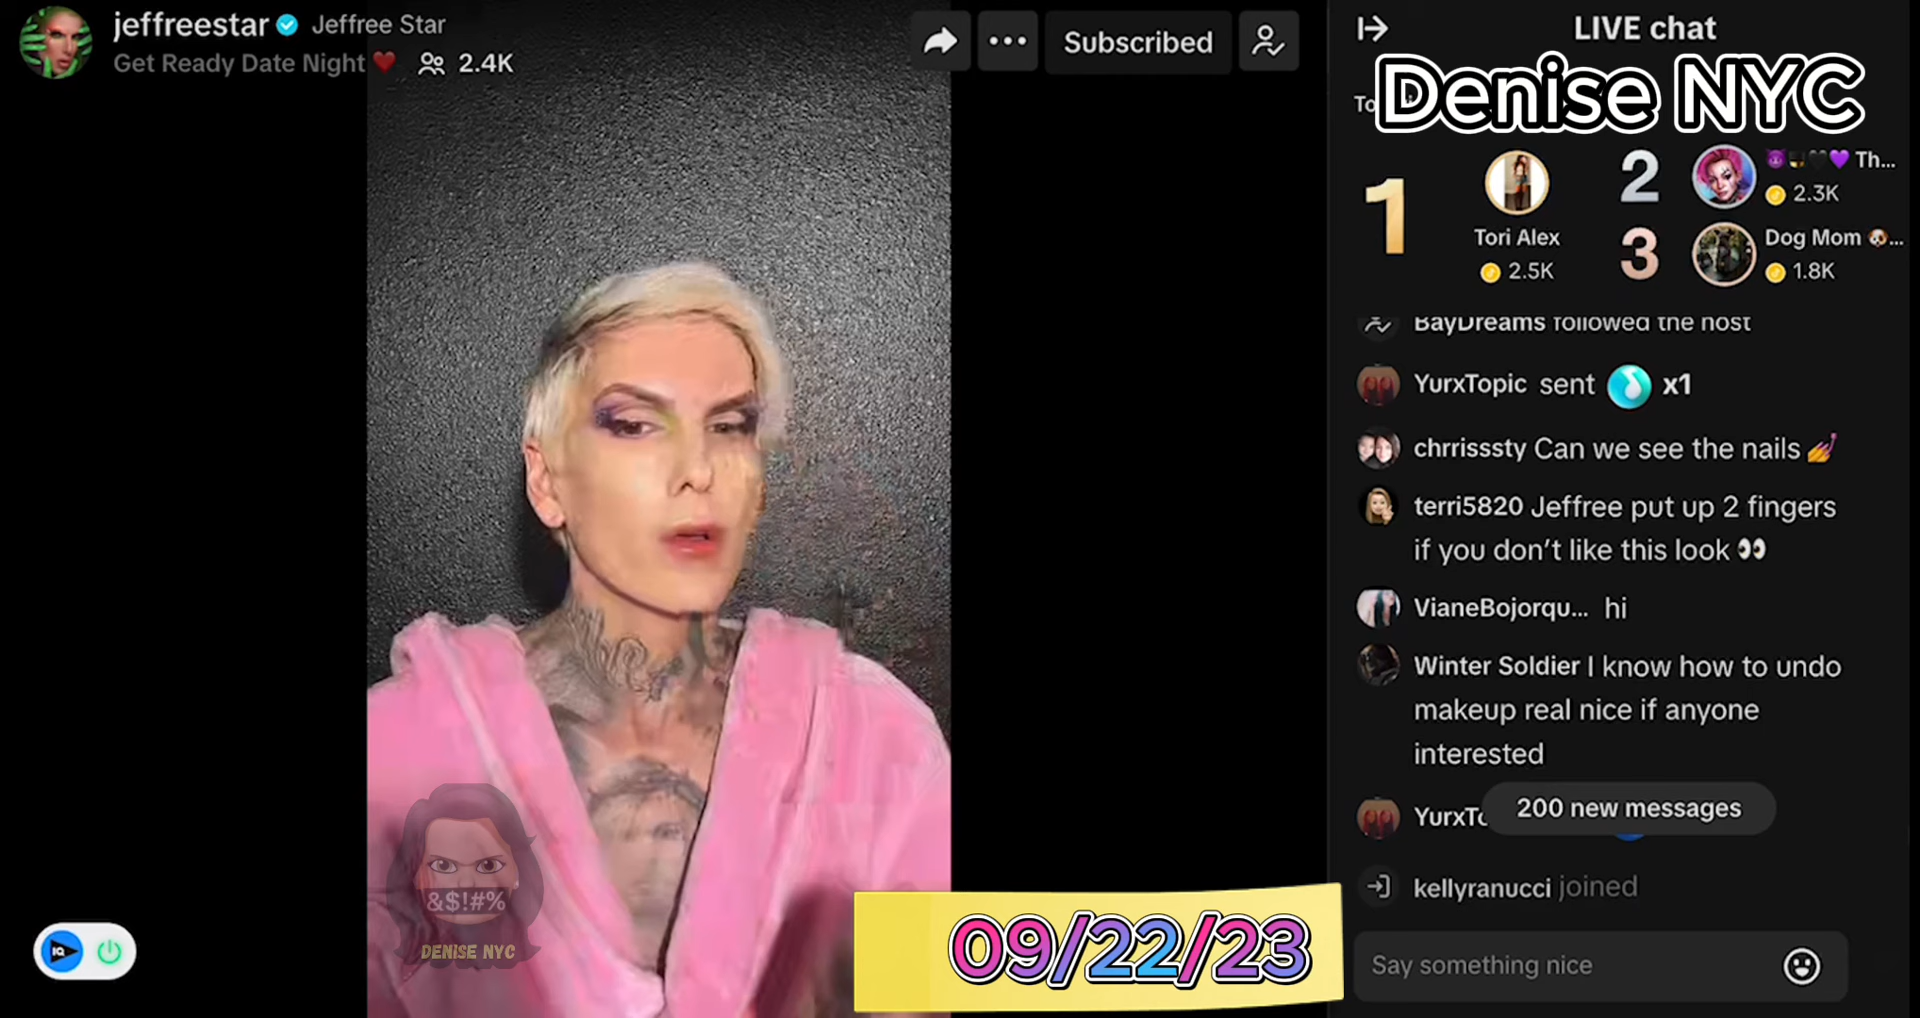 jeffreestar Jeffree Star
Get Ready Date Night ❤️ 2.4K
Subscribed
LIVE chat
Denise NYC
1
Tori Alex
2.5K
2
😈🎩🖤💜 Th...
2.3K
3
Dog Mom 🐶...
1.8K
BayDreams followed the host
YurxTopic sent x1
chrrisssty Can we see the nails 💅
terri5820 Jeffree put up 2 fingers
if you don't like this look 👀
VianeBojorqu... hi
Winter Soldier I know how to undo
makeup real nice if anyone
interested
200 new messages
kellyranucci joined
Say something nice
09/22/23
&$!#%
DENISE NYC
IQ